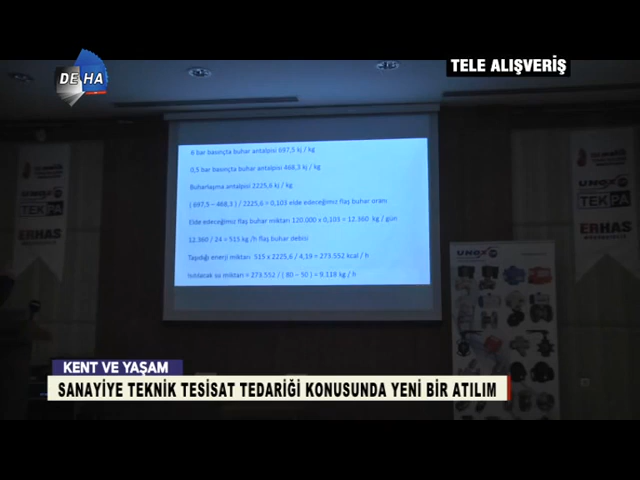 DEHA
TELE ALIŞVERİŞ
6 bar basınçta buhar antalpisi 697,5 kj / kg
0,5 bar basınçta buhar antalpisi 468,3 kj / kg
Buharlaşma antalpisi 2225,6 kj / kg
( 697,5 – 468,3 ) / 2225,6 = 0,103 elde edeceğimiz flaş buhar oranı
Elde edeceğimiz flaş buhar miktarı 120.000 x 0,103 = 12.360 kg / gün
12.360 / 24 = 515 kg /h flaş buhar debisi
Taşıdığı enerji miktarı 515 x 2225,6 / 4,19 = 273.552 kcal / h
Isıtılacak su miktarı = 273.552 / ( 80 – 50 ) = 9.118 kg / h
UNOX
TEKPA
ERHAS
UNOX
TEKPA
ERHAS
UNOX
KENT VE YAŞAM
SANAYİYE TEKNİK TESİSAT TEDARİĞİ KONUSUNDA YENİ BİR ATILIM